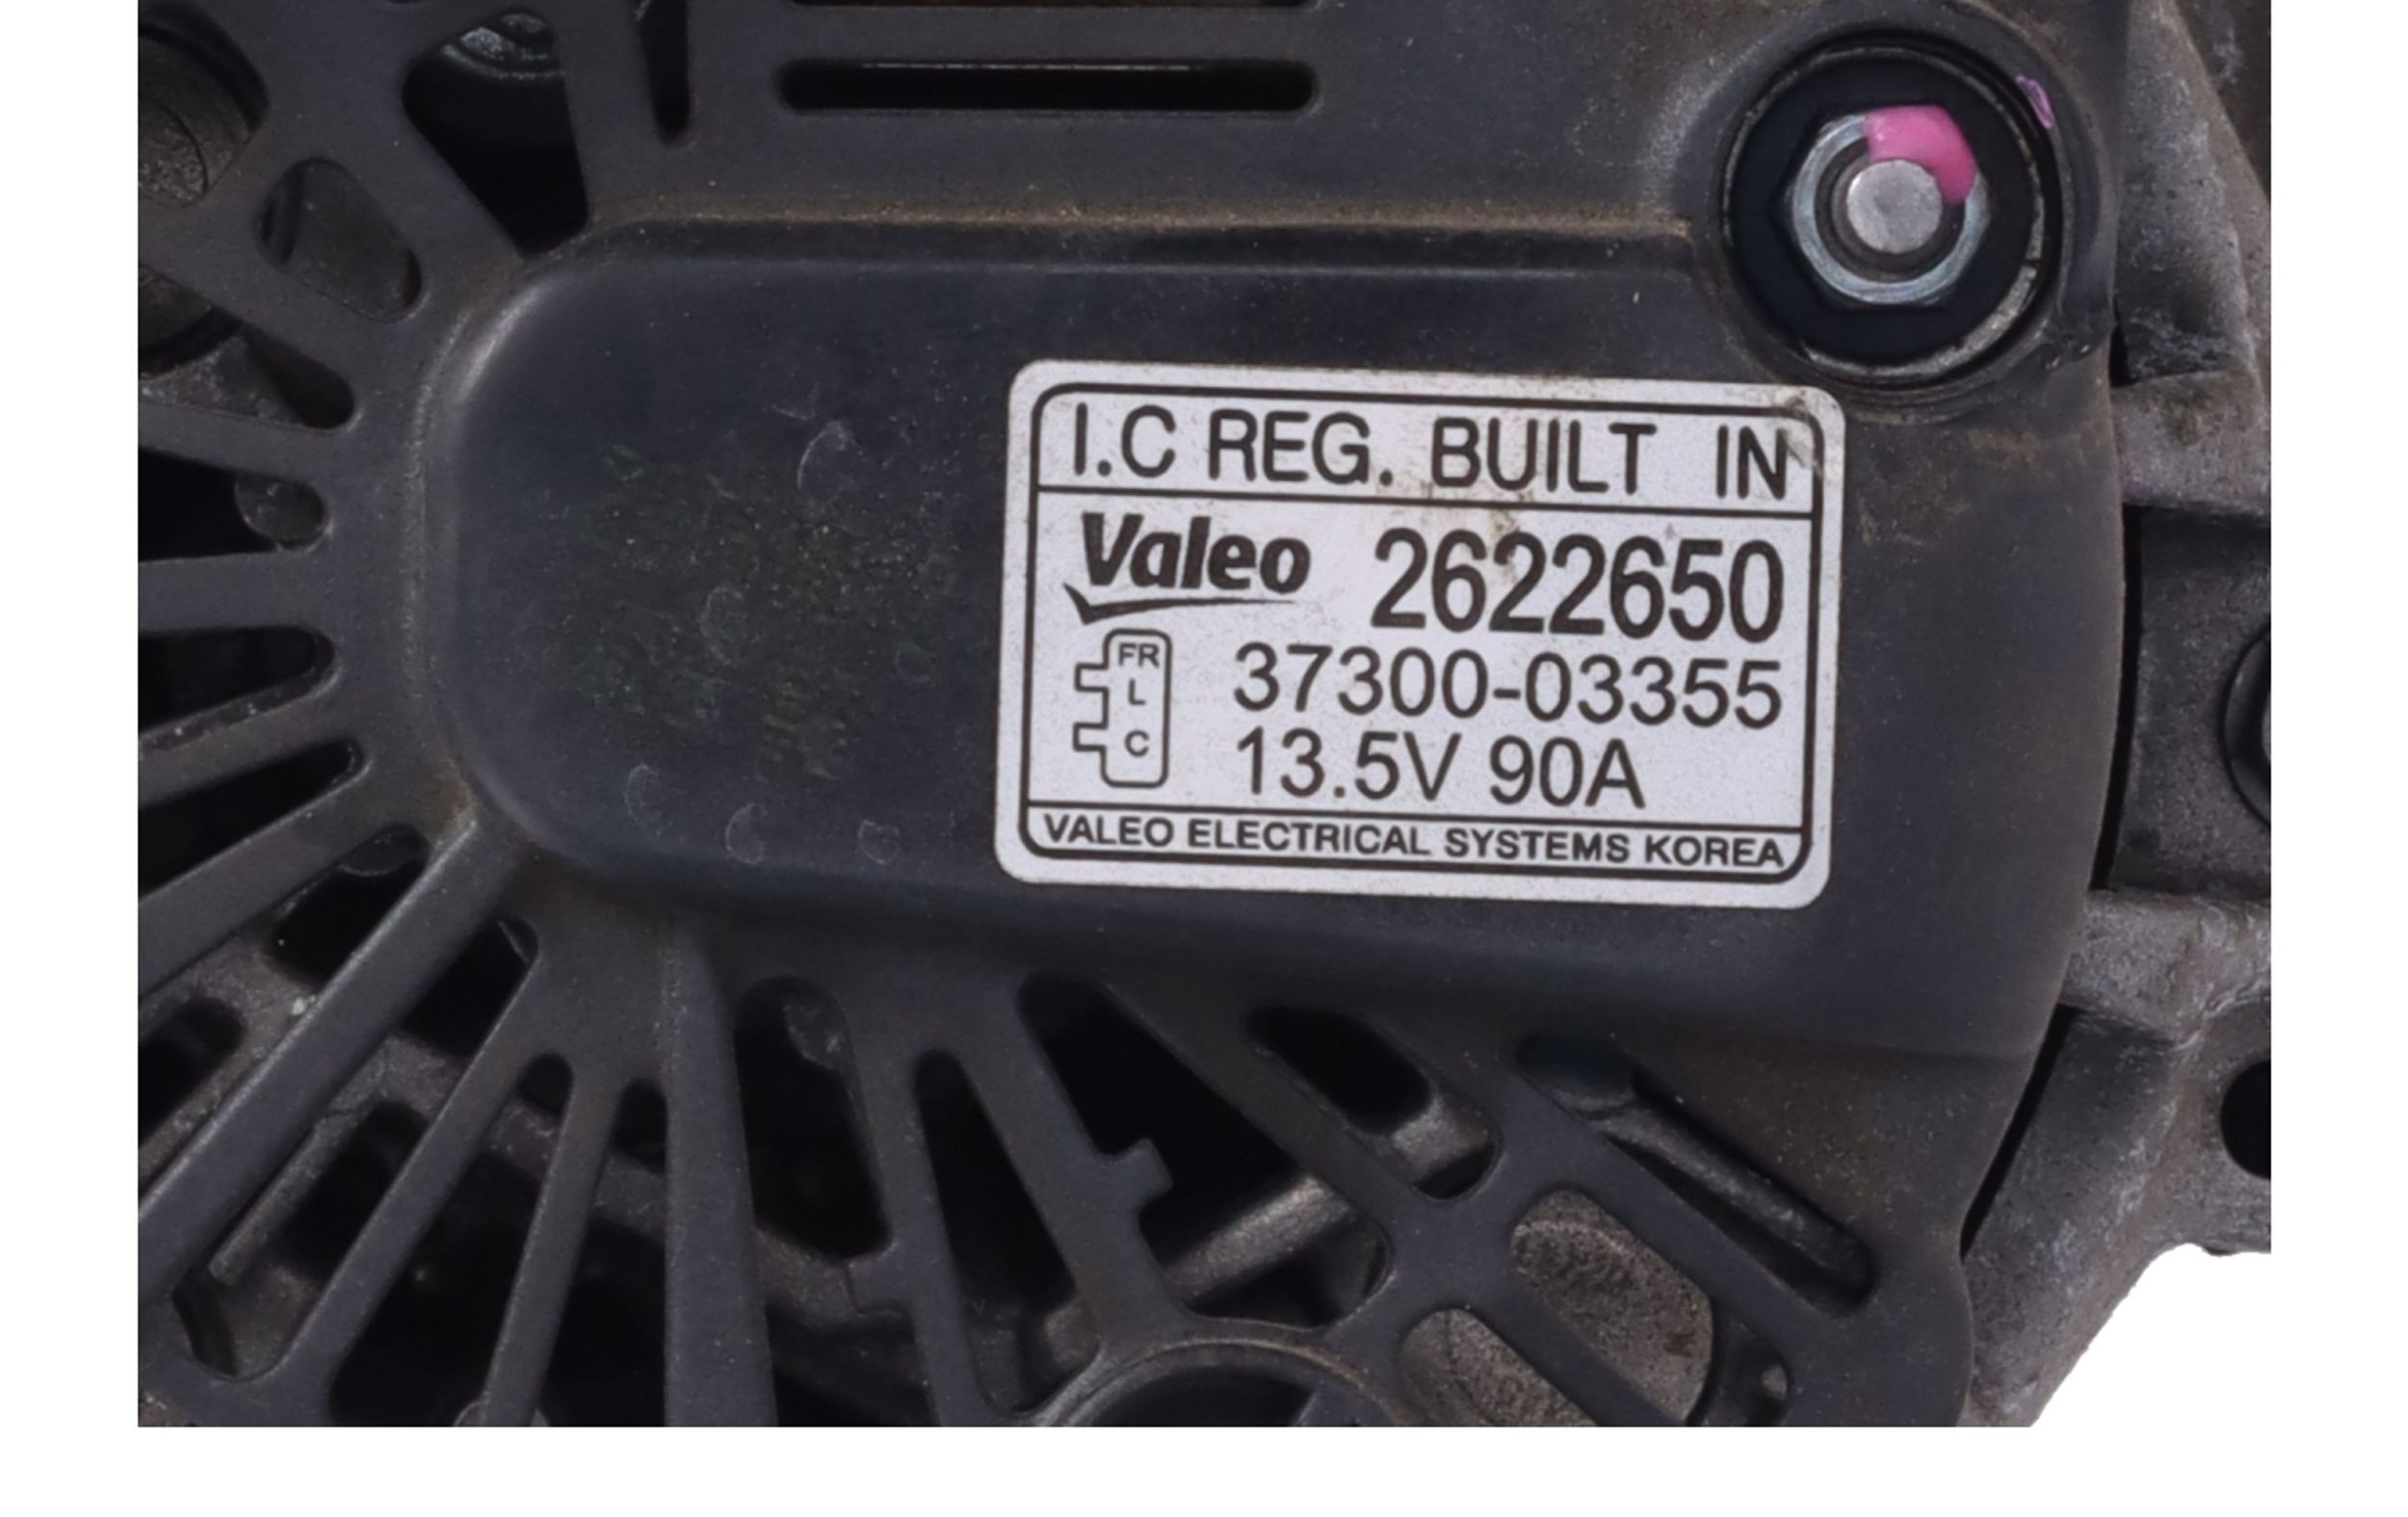 I.C REG. BUILT IN
Valeo 2622650
FR
L
C
37300-03355
13.5V 90A
VALEO ELECTRICAL SYSTEMS KOREA